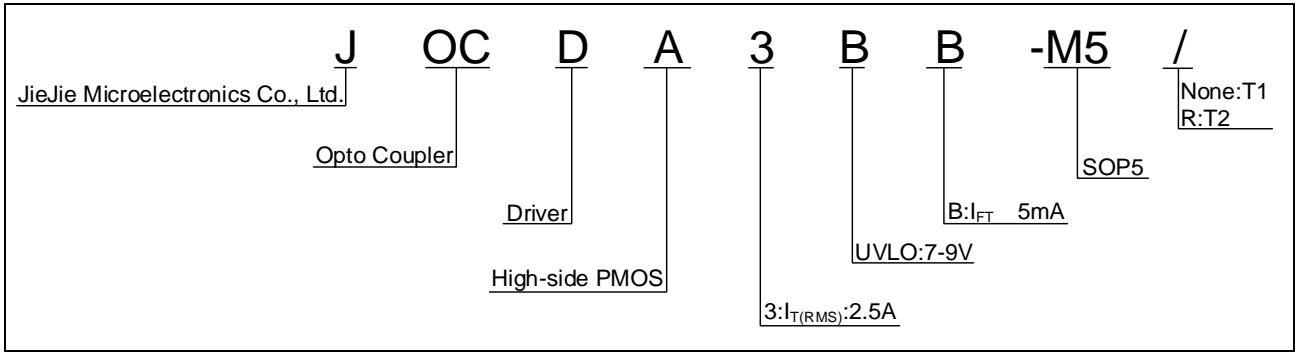 J OC D A 3 B B -M5 /
JieJie Microelectronics Co., Ltd.
None:T1
R:T2
Opto Coupler
SOP5
Driver
B:IFT 5mA
UVLO:7-9V
High-side PMOS
3:IT(RMS):2.5A